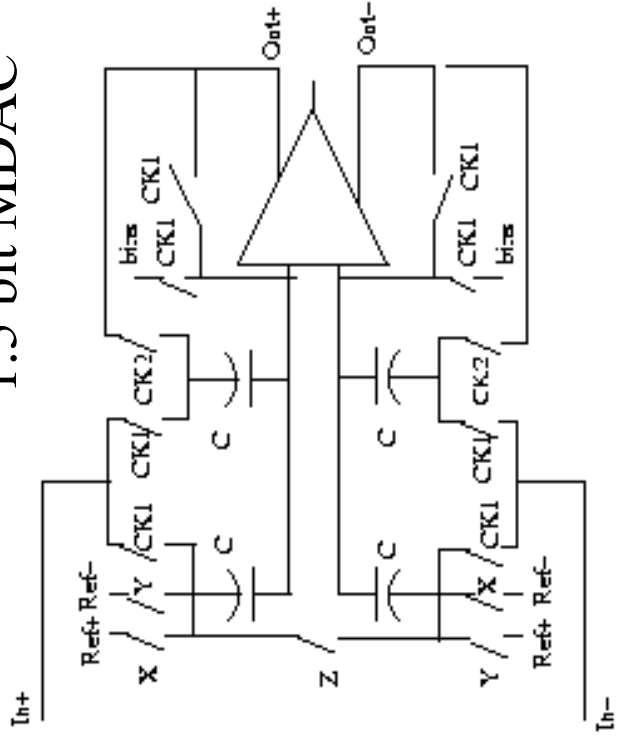 1.5 bit MDAC
In+
Ref+ Ref-
bias
X Y CK1 CK1 CK2 CK1 CK1
C C
Out+
Z
Out-
C C
Y X CK1 CK1 CK2 CK1 CK1
bias
Ref+ Ref-
In-